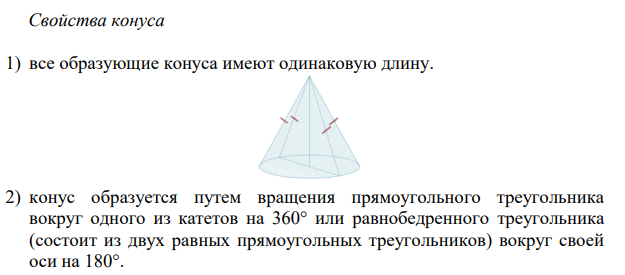 Свойства конуса
1) все образующие конуса имеют одинаковую длину.
2) конус образуется путем вращения прямоугольного треугольника
вокруг одного из катетов на 360° или равнобедренного треугольника
(состоит из двух равных прямоугольных треугольников) вокруг своей
оси на 180°.